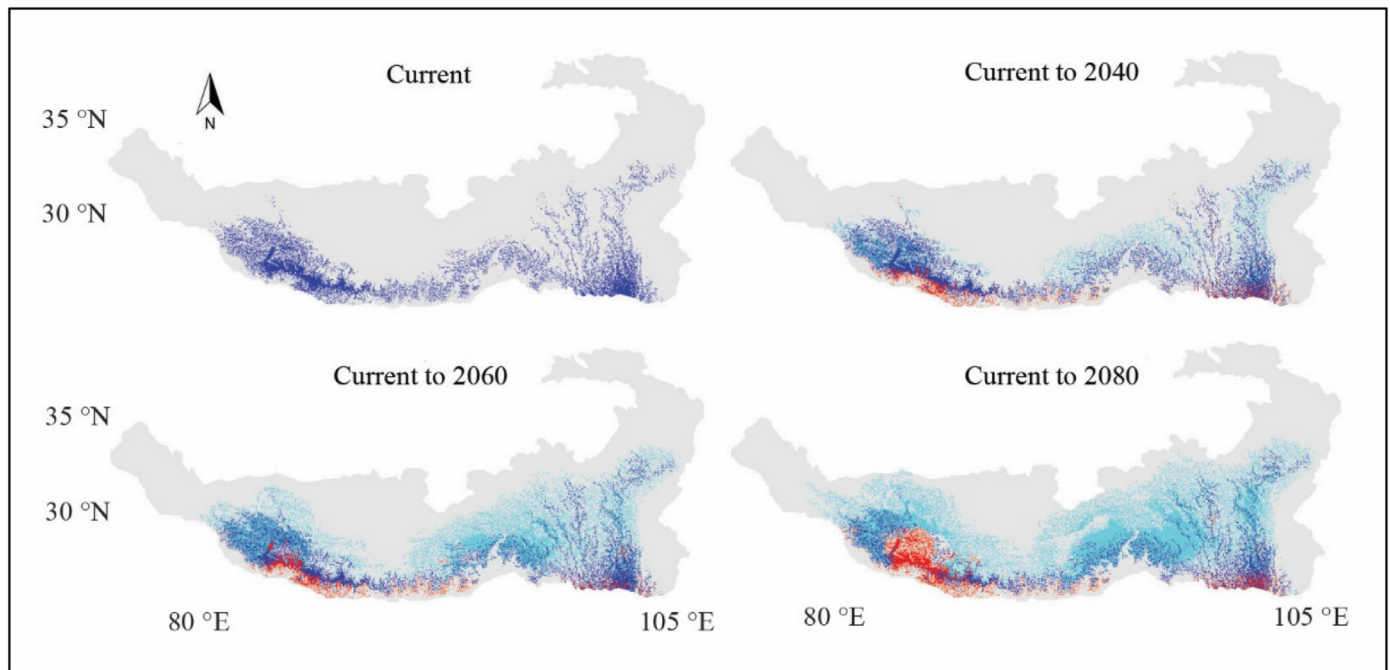 Current
Current to 2040
N
35 °N
30 °N
Current to 2060
Current to 2080
35 °N
30 °N
80 °E
105 °E
80 °E
105 °E